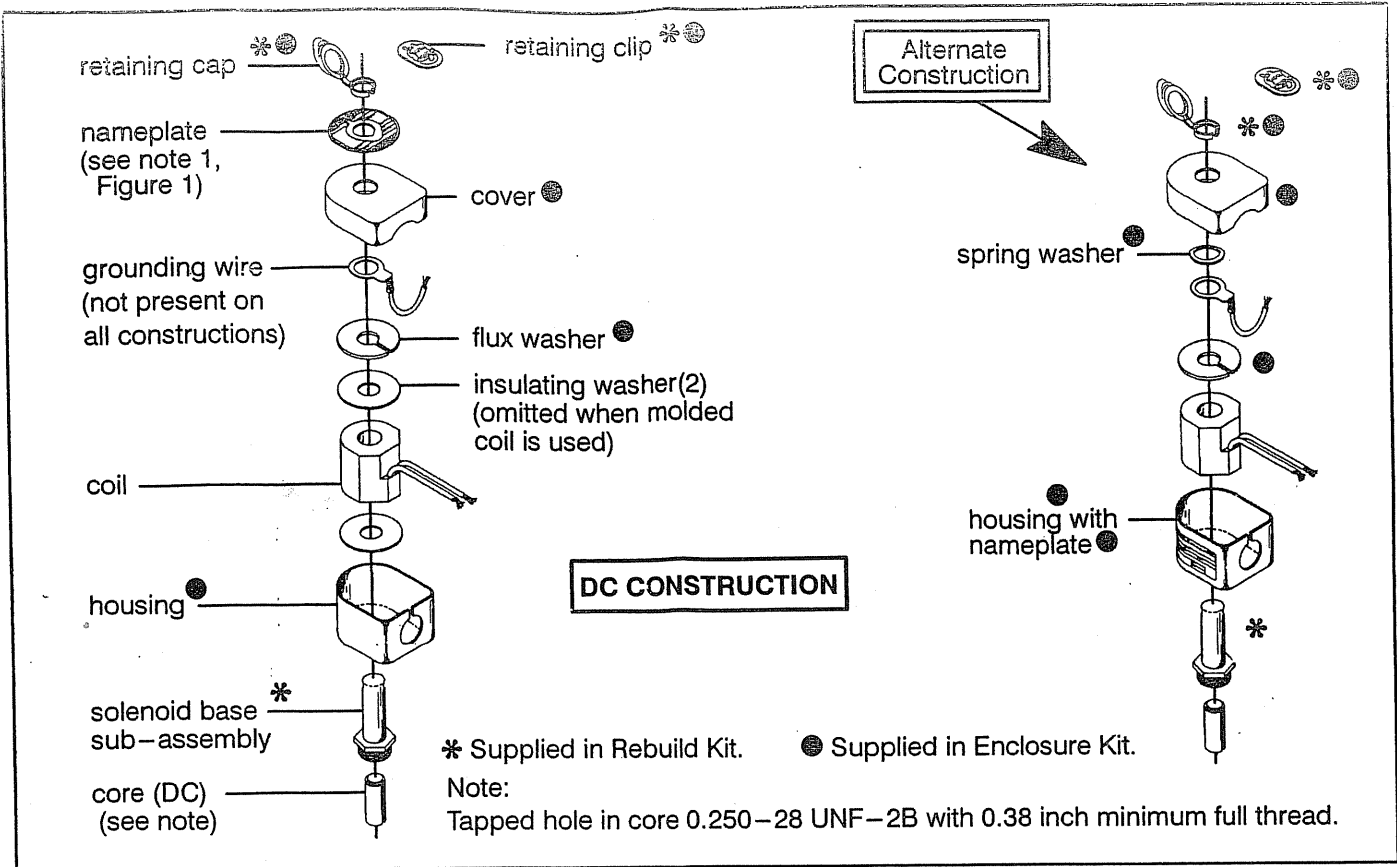 retaining cap *●
retaining clip *●
nameplate
(see note 1,
Figure 1)
cover ●
grounding wire
(not present on
all constructions)
flux washer ●
insulating washer(2)
(omitted when molded
coil is used)
coil
housing ●
solenoid base *
sub-assembly
core (DC)
(see note)
DC CONSTRUCTION
Alternate
Construction
*●
*●
●
spring washer ●
●
● housing with
nameplate ●
*
* Supplied in Rebuild Kit. ● Supplied in Enclosure Kit.
Note:
Tapped hole in core 0.250-28 UNF-2B with 0.38 inch minimum full thread.